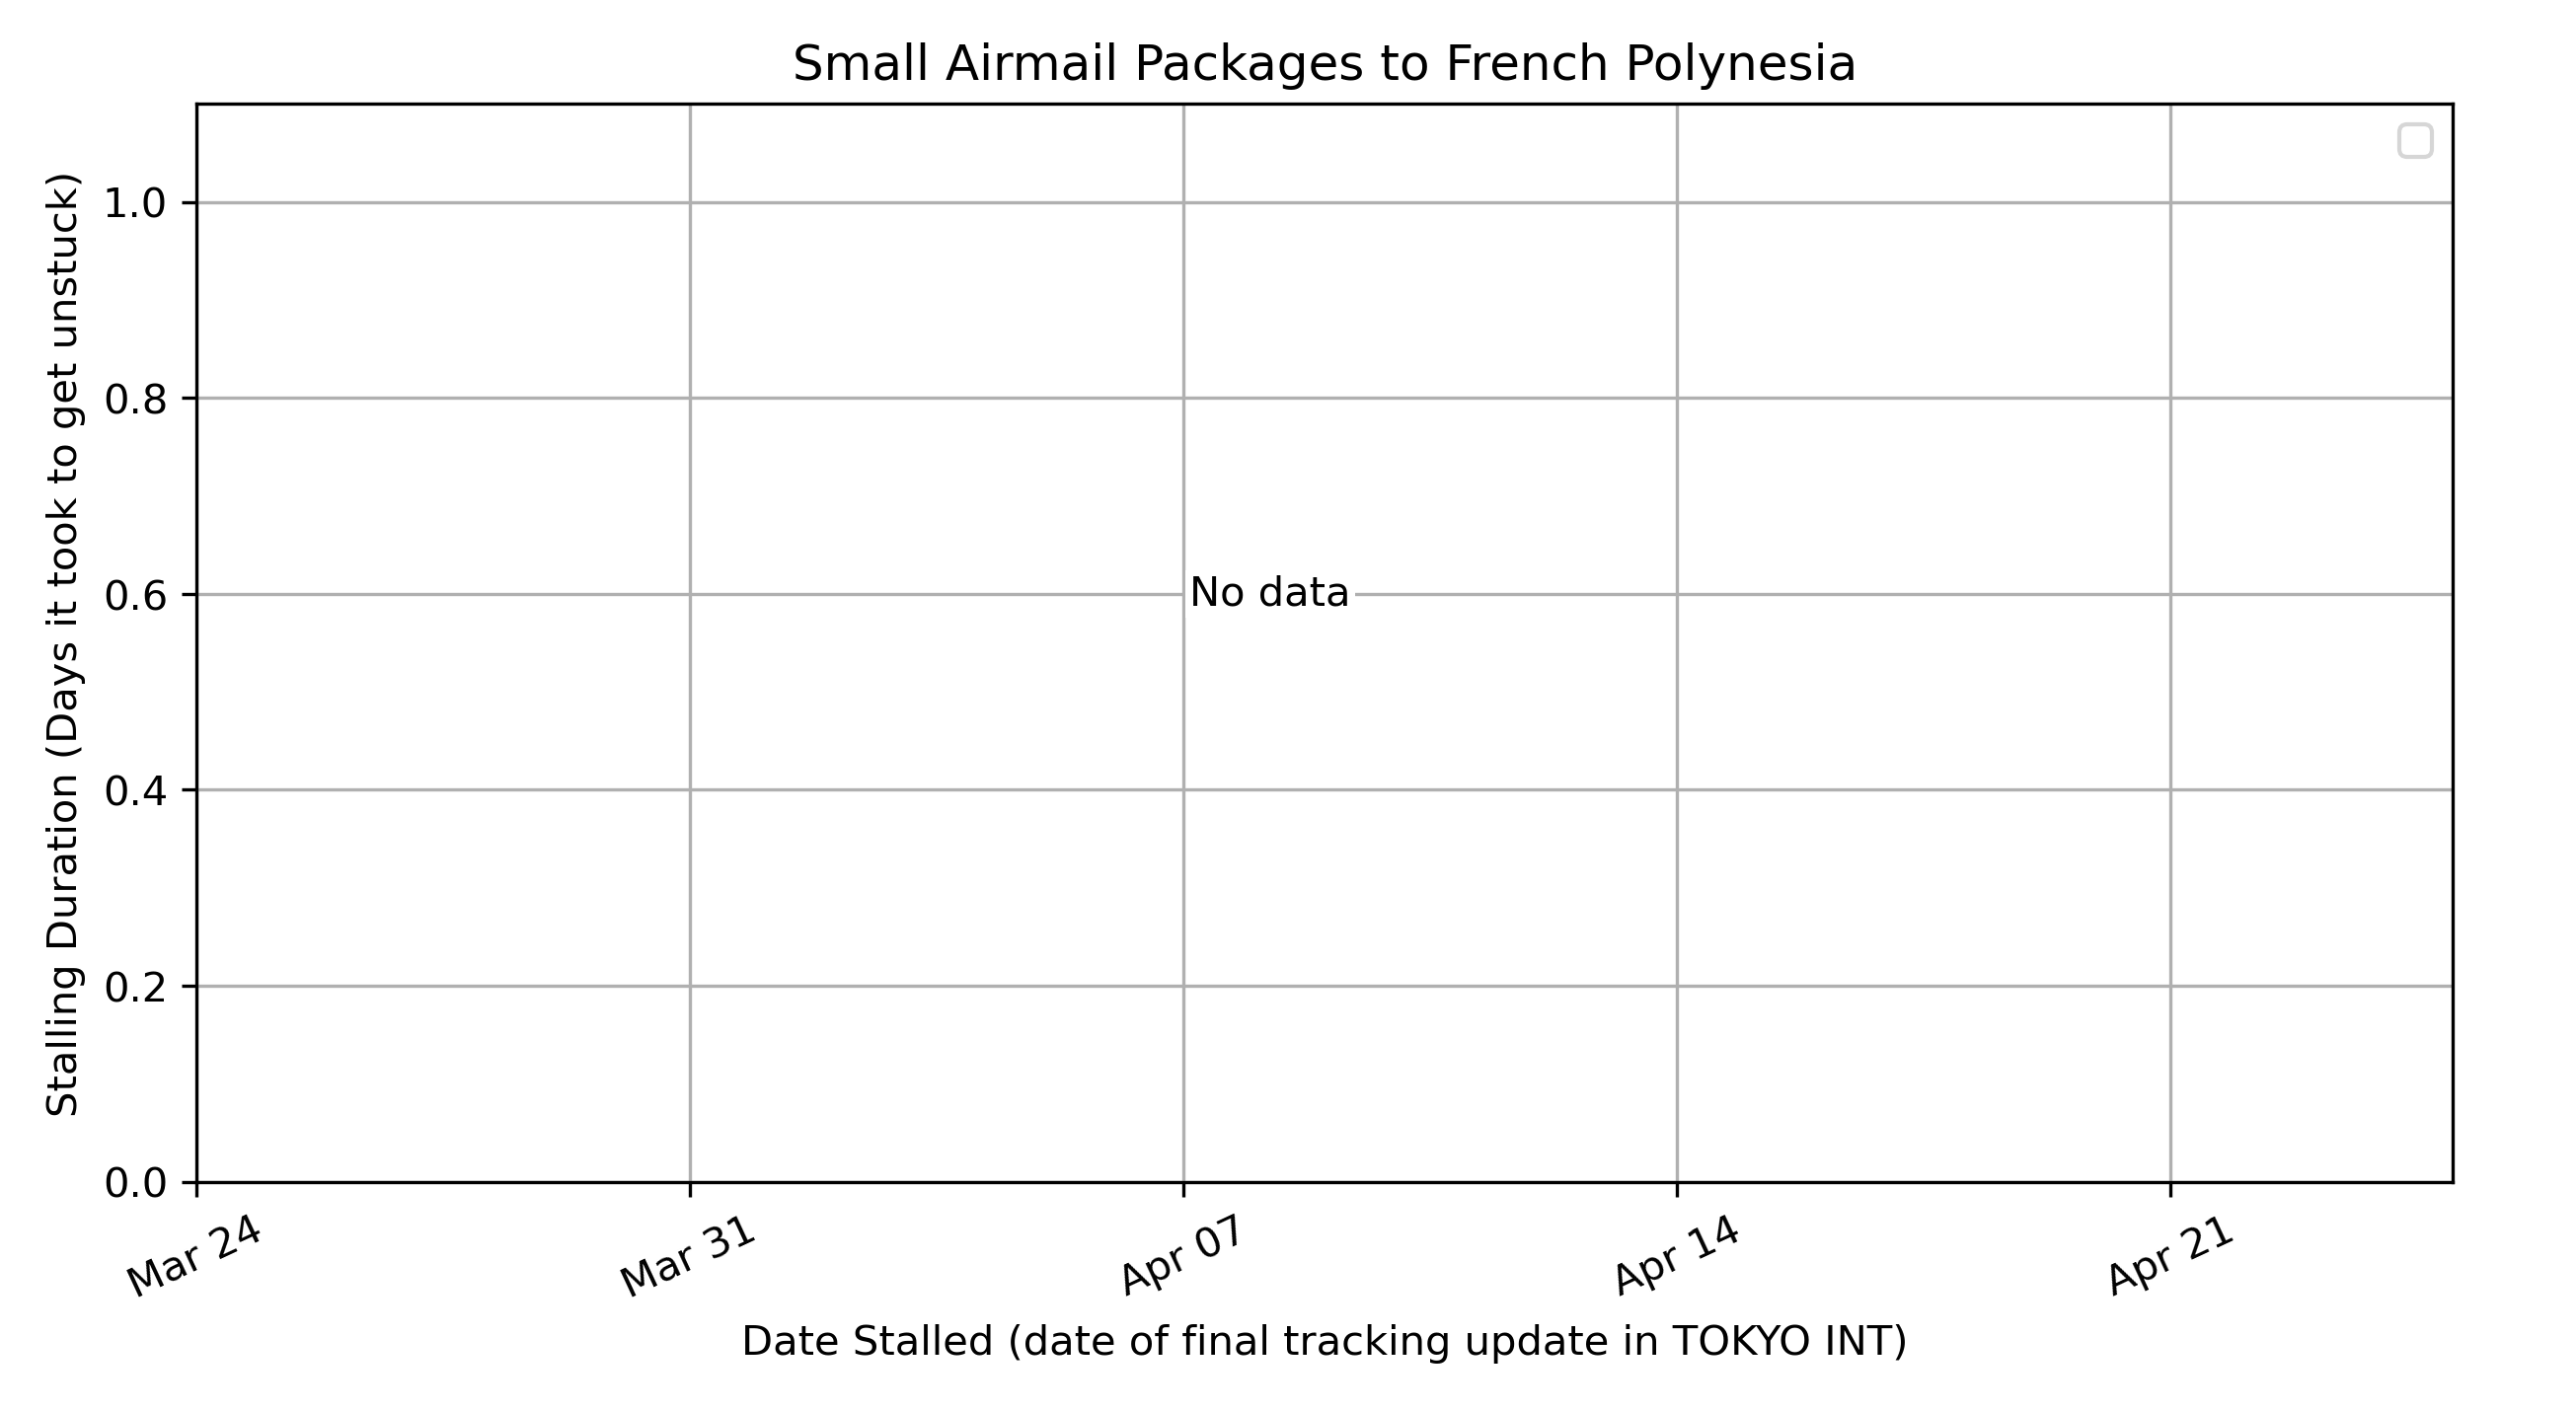 Small Airmail Packages to French Polynesia
Stalling Duration (Days it took to get unstuck)
1.0
0.8
0.6
0.4
0.2
0.0
No data
Mar 24
Mar 31
Apr 07
Apr 14
Apr 21
Date Stalled (date of final tracking update in TOKYO INT)